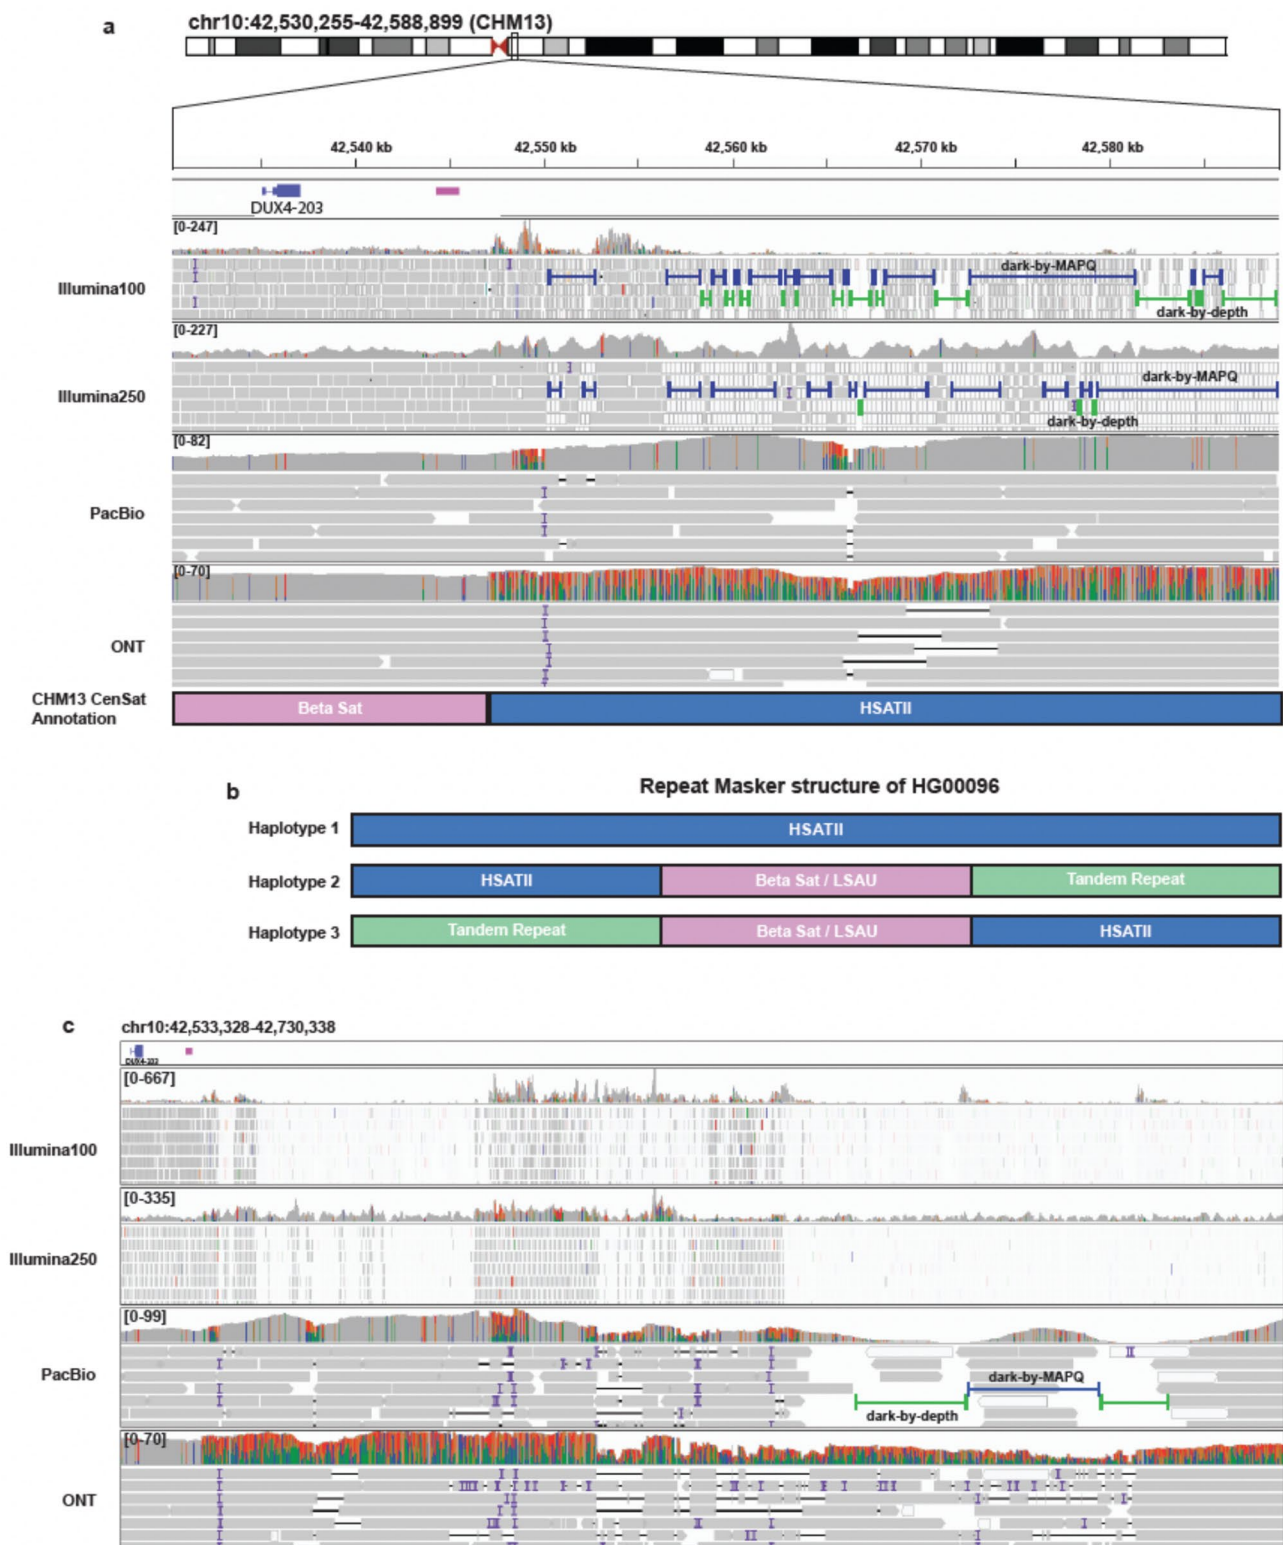 a
chr10:42,530,255-42,588,899 (CHM13)
42,540 kb 42,550 kb 42,560 kb 42,570 kb 42,580 kb
DUX4-203
[0-247]
dark-by-MAPQ
Illumina100
dark-by-depth
[0-227]
dark-by-MAPQ
Illumina250
dark-by-depth
[0-82]
PacBio
[0-70]
ONT
CHM13 CenSat
Annotation
Beta Sat HSATII
b
Repeat Masker structure of HG00096
Haplotype 1 HSATII
Haplotype 2 HSATII Beta Sat / LSAU Tandem Repeat
Haplotype 3 Tandem Repeat Beta Sat / LSAU HSATII
c
chr10:42,533,328-42,730,338
DUX4-203
[0-667]
Illumina100
[0-335]
Illumina250
[0-99]
PacBio
dark-by-MAPQ
dark-by-depth
[0-70]
ONT